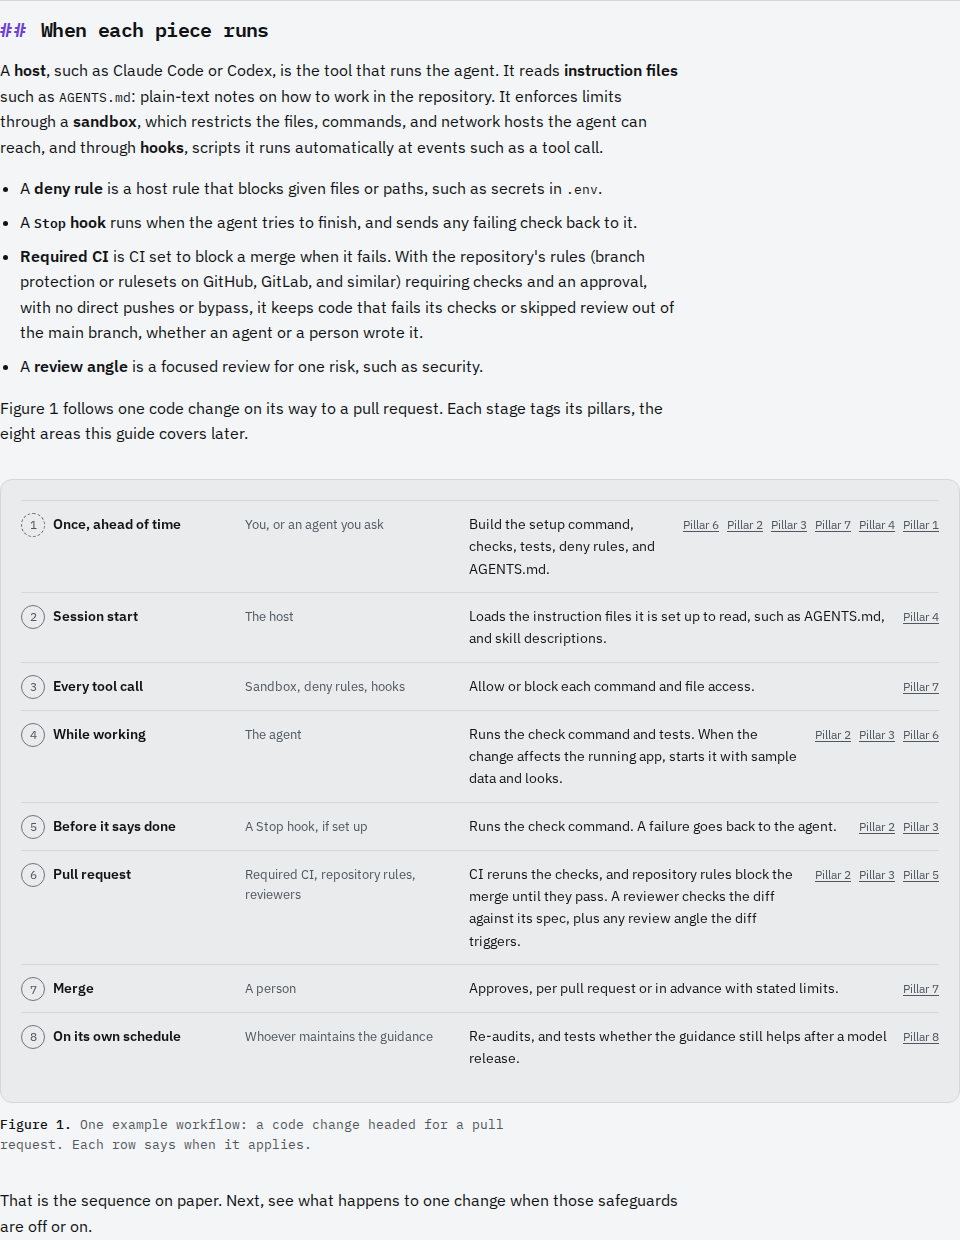 ## When each piece runs
A host, such as Claude Code or Codex, is the tool that runs the agent. It reads instruction files
such as AGENTS.md: plain-text notes on how to work in the repository. It enforces limits
through a sandbox, which restricts the files, commands, and network hosts the agent can
reach, and through hooks, scripts it runs automatically at events such as a tool call.
• A deny rule is a host rule that blocks given files or paths, such as secrets in .env.
• A Stop hook runs when the agent tries to finish, and sends any failing check back to it.
• Required CI is CI set to block a merge when it fails. With the repository's rules (branch
protection or rulesets on GitHub, GitLab, and similar) requiring checks and an approval,
with no direct pushes or bypass, it keeps code that fails its checks or skipped review out of
the main branch, whether an agent or a person wrote it.
• A review angle is a focused review for one risk, such as security.
Figure 1 follows one code change on its way to a pull request. Each stage tags its pillars, the
eight areas this guide covers later.
1 Once, ahead of time
You, or an agent you ask
Build the setup command,
checks, tests, deny rules, and
AGENTS.md.
Pillar 6 Pillar 2 Pillar 3 Pillar 7 Pillar 4 Pillar 1
2 Session start
The host
Loads the instruction files it is set up to read, such as AGENTS.md,
and skill descriptions.
Pillar 4
3 Every tool call
Sandbox, deny rules, hooks
Allow or block each command and file access.
Pillar 7
4 While working
The agent
Runs the check command and tests. When the
change affects the running app, starts it with sample
data and looks.
Pillar 2 Pillar 3 Pillar 6
5 Before it says done
A Stop hook, if set up
Runs the check command. A failure goes back to the agent.
Pillar 2 Pillar 3
6 Pull request
Required CI, repository rules,
reviewers
CI reruns the checks, and repository rules block the
merge until they pass. A reviewer checks the diff
against its spec, plus any review angle the diff
triggers.
Pillar 2 Pillar 3 Pillar 5
7 Merge
A person
Approves, per pull request or in advance with stated limits.
Pillar 7
8 On its own schedule
Whoever maintains the guidance
Re-audits, and tests whether the guidance still helps after a model
release.
Pillar 8
Figure 1. One example workflow: a code change headed for a pull
request. Each row says when it applies.
That is the sequence on paper. Next, see what happens to one change when those safeguards
are off or on.